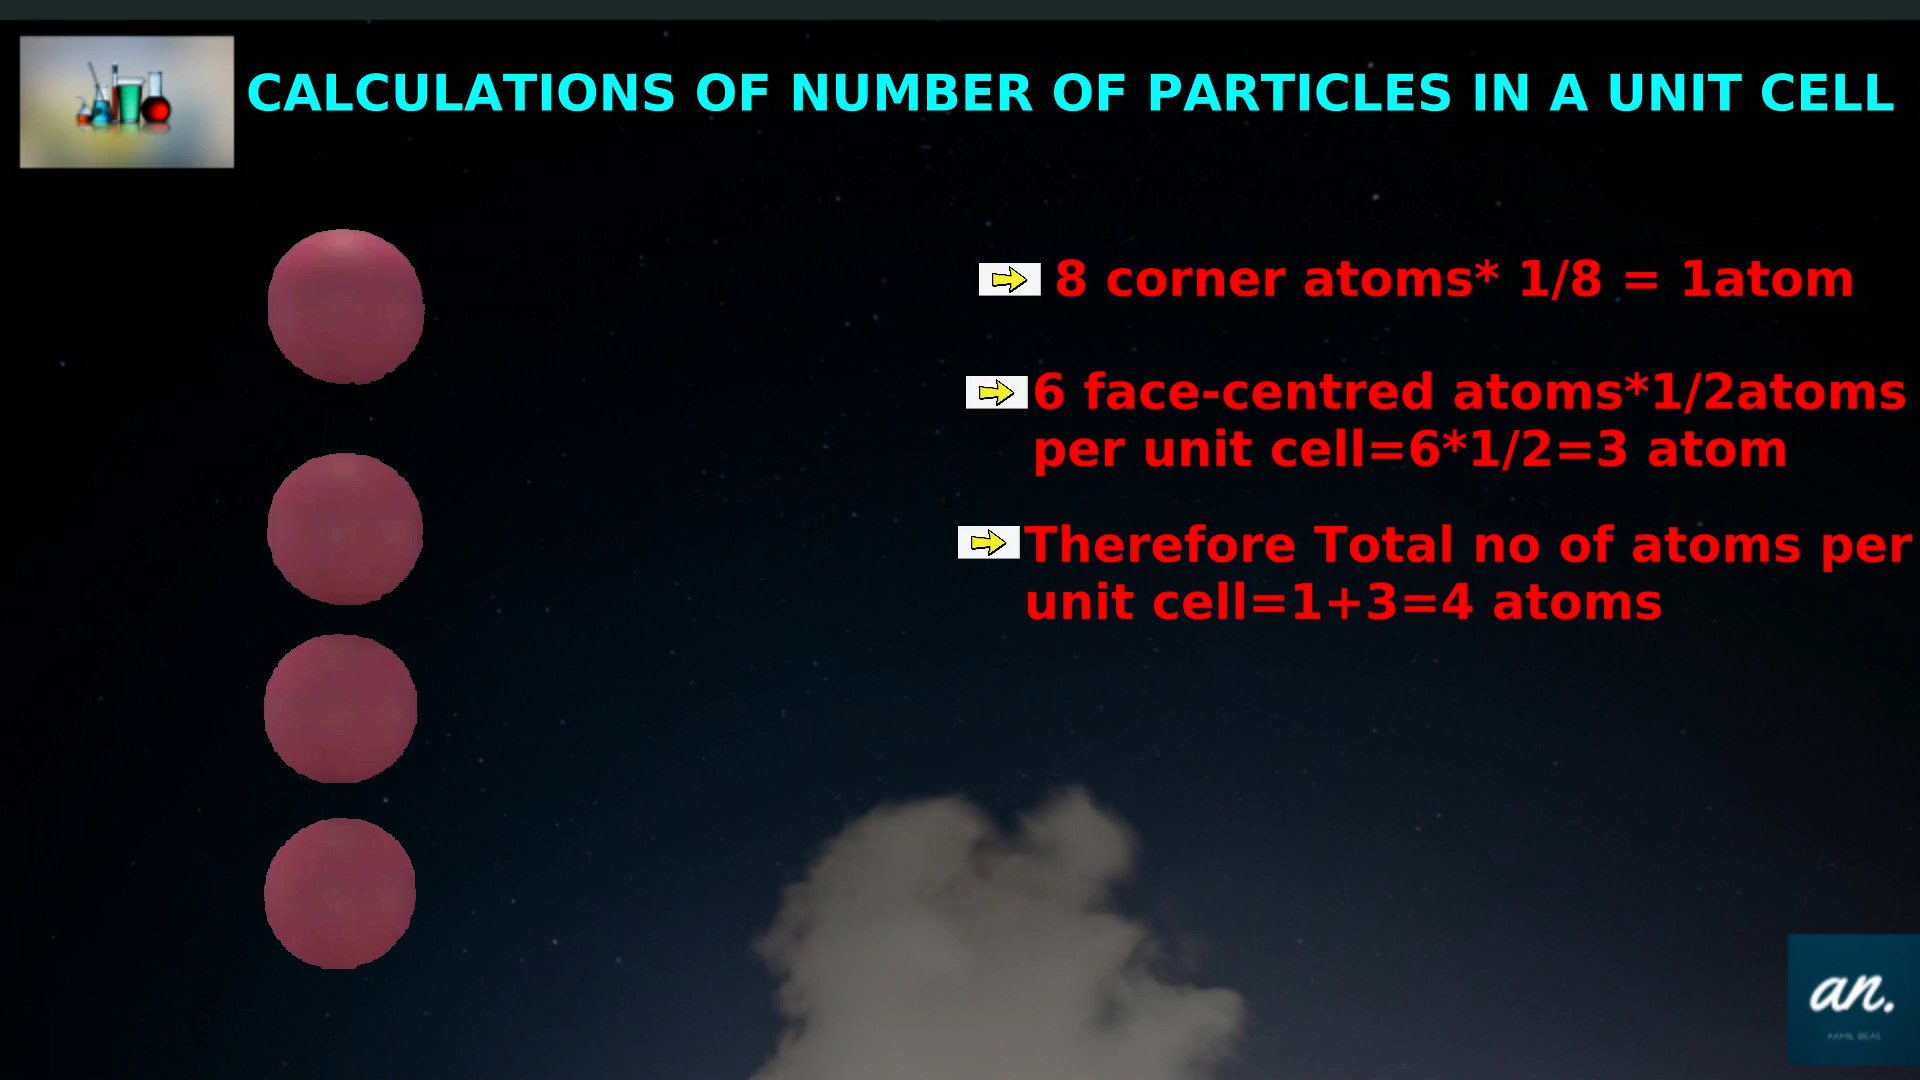 CALCULATIONS OF NUMBER OF PARTICLES IN A UNIT CELL
8 corner atoms* 1/8 = 1atom
6 face-centred atoms*1/2atoms
per unit cell=6*1/2=3 atom
Therefore Total no of atoms per
unit cell=1+3=4 atoms
an.